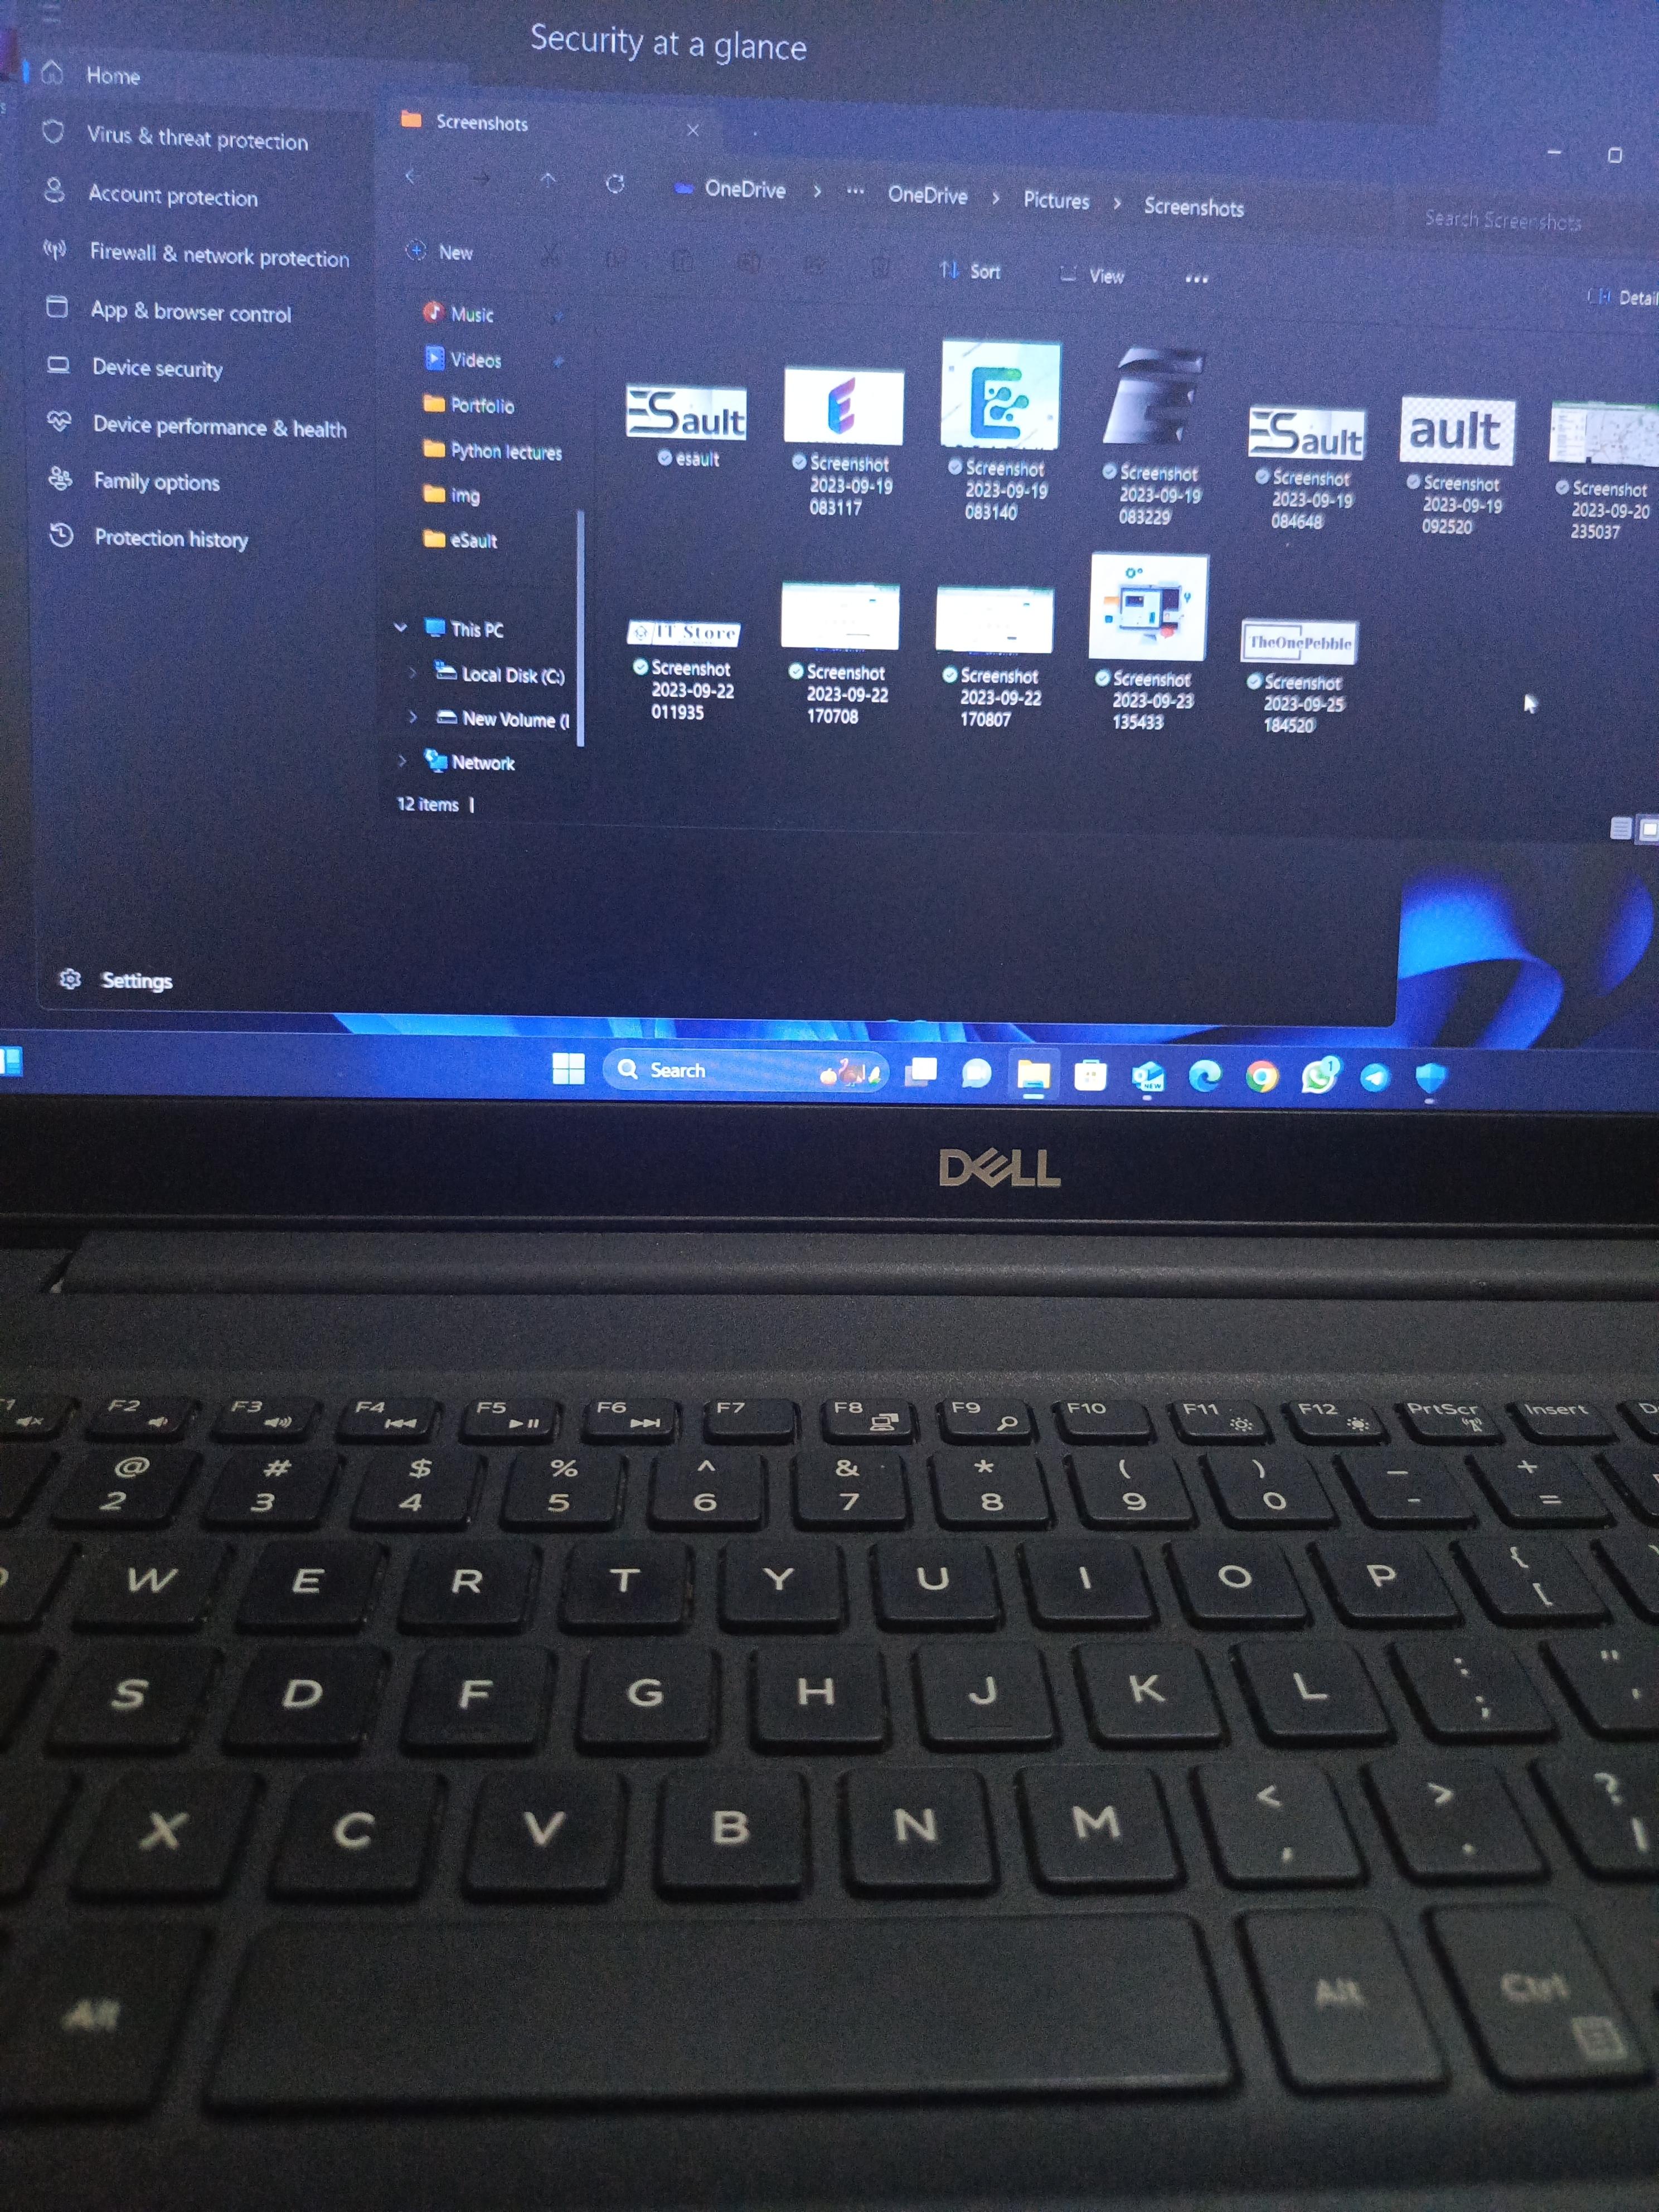 Security at a glance
Home
Virus & threat protection
Account protection
Firewall & network protection
App & browser control
Device security
Device performance & health
Family options
Protection history
Settings
Screenshots
OneDrive > ... OneDrive > Pictures > Screenshots
Search Screenshots
New
Sort
View
...
Detail
Music
Videos
Portfolio
Python lectures
img
eSault
This PC
Local Disk (C:)
New Volume (
Network
12 items
ESault
esault
E
Screenshot
2023-09-19
083117
E
Screenshot
2023-09-19
083140
E
Screenshot
2023-09-19
083229
ESault
Screenshot
2023-09-19
084648
ault
Screenshot
2023-09-19
092520
Screenshot
2023-09-20
235037
IT Store
Screenshot
2023-09-22
011935
Screenshot
2023-09-22
170708
Screenshot
2023-09-22
170807
Screenshot
2023-09-23
135433
TheOnePebble
Screenshot
2023-09-25
184520
Search
NEW
1
DELL
F2 F3 F4 F5 F6 F7 F8 F9 F10 F11 F12 PrtScr Insert
@ # $ % ^ & * ( ) _ +
2 3 4 5 6 7 8 9 0 - =
W E R T Y U I O P { [
S D F G H J K L : ; " '
X C V B N M < , > . ? /
Alt Alt Ctrl